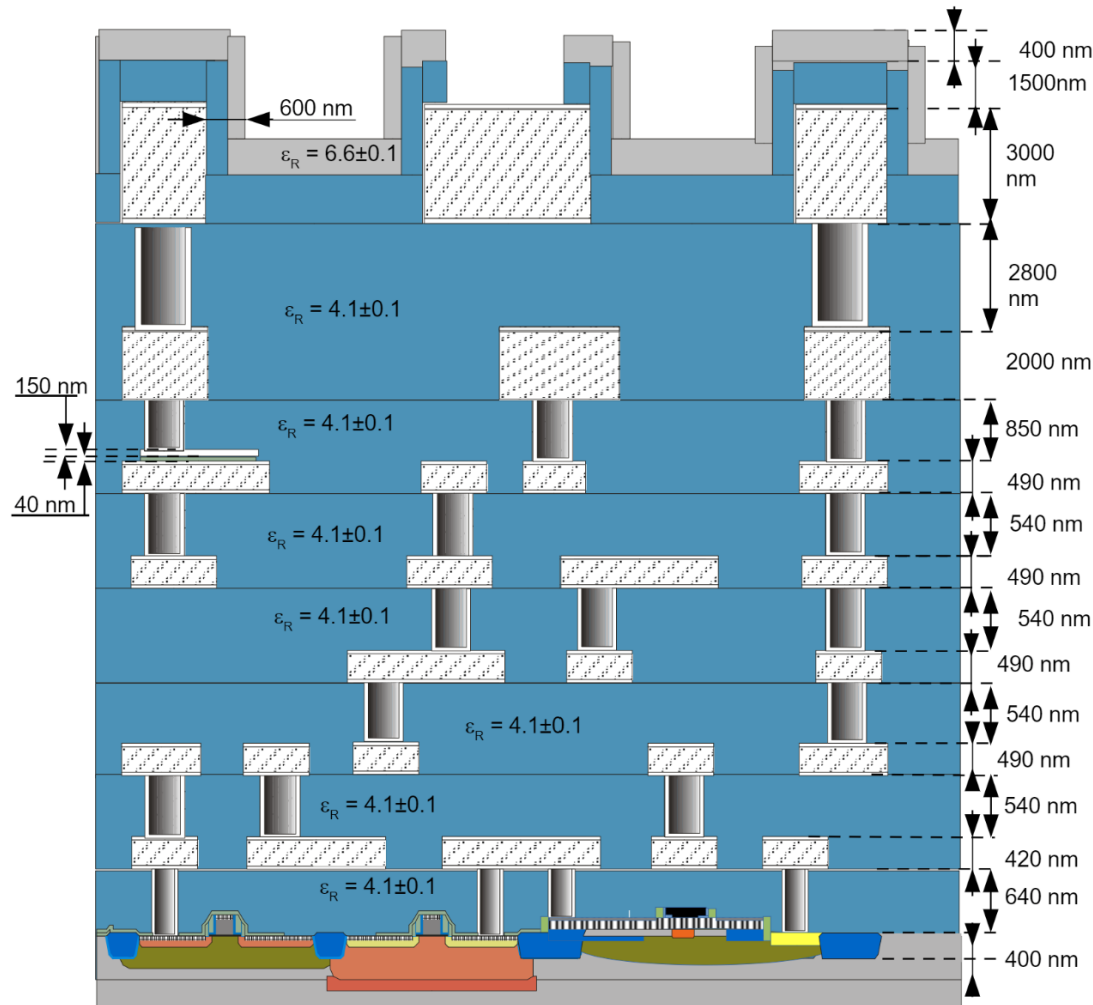 400 nm
1500nm
600 nm
ε_R = 6.6±0.1
3000
nm
2800
nm
ε_R = 4.1±0.1
2000 nm
150 nm
ε_R = 4.1±0.1
850 nm
490 nm
40 nm
ε_R = 4.1±0.1
540 nm
490 nm
ε_R = 4.1±0.1
540 nm
490 nm
ε_R = 4.1±0.1
540 nm
490 nm
ε_R = 4.1±0.1
540 nm
420 nm
ε_R = 4.1±0.1
640 nm
400 nm